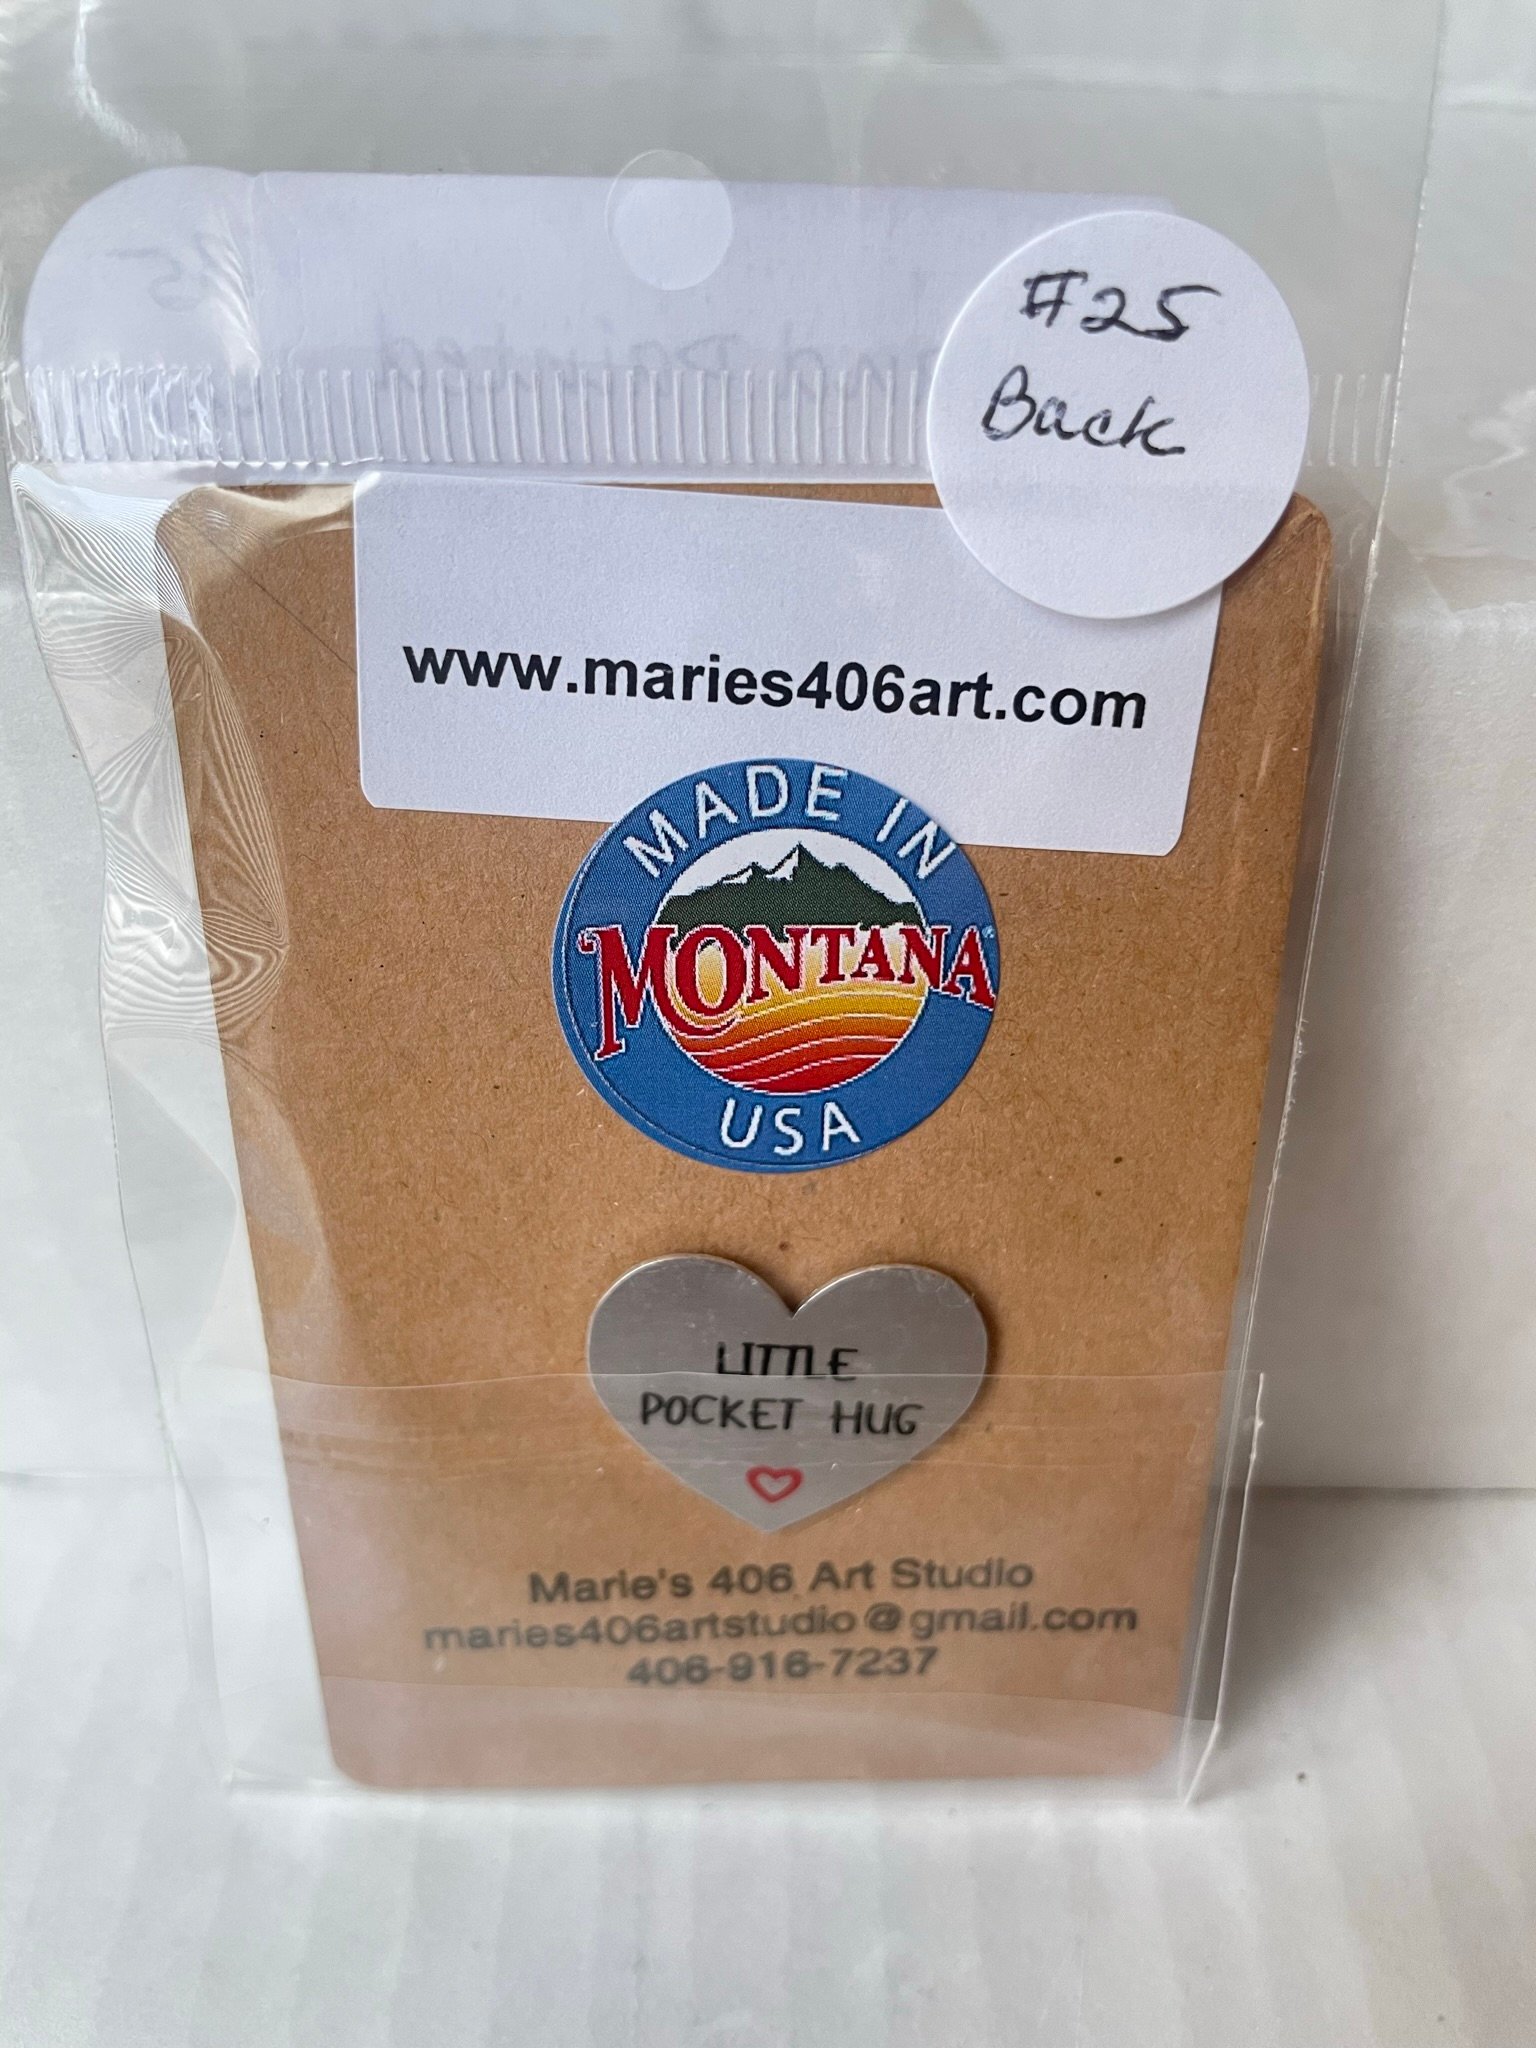 #25
Back
www.maries406art.com
MADE IN
MONTANA
USA
LITTLE
POCKET HUG
Marie's 406 Art Studio
maries406artstudio@gmail.com
406-916-7237